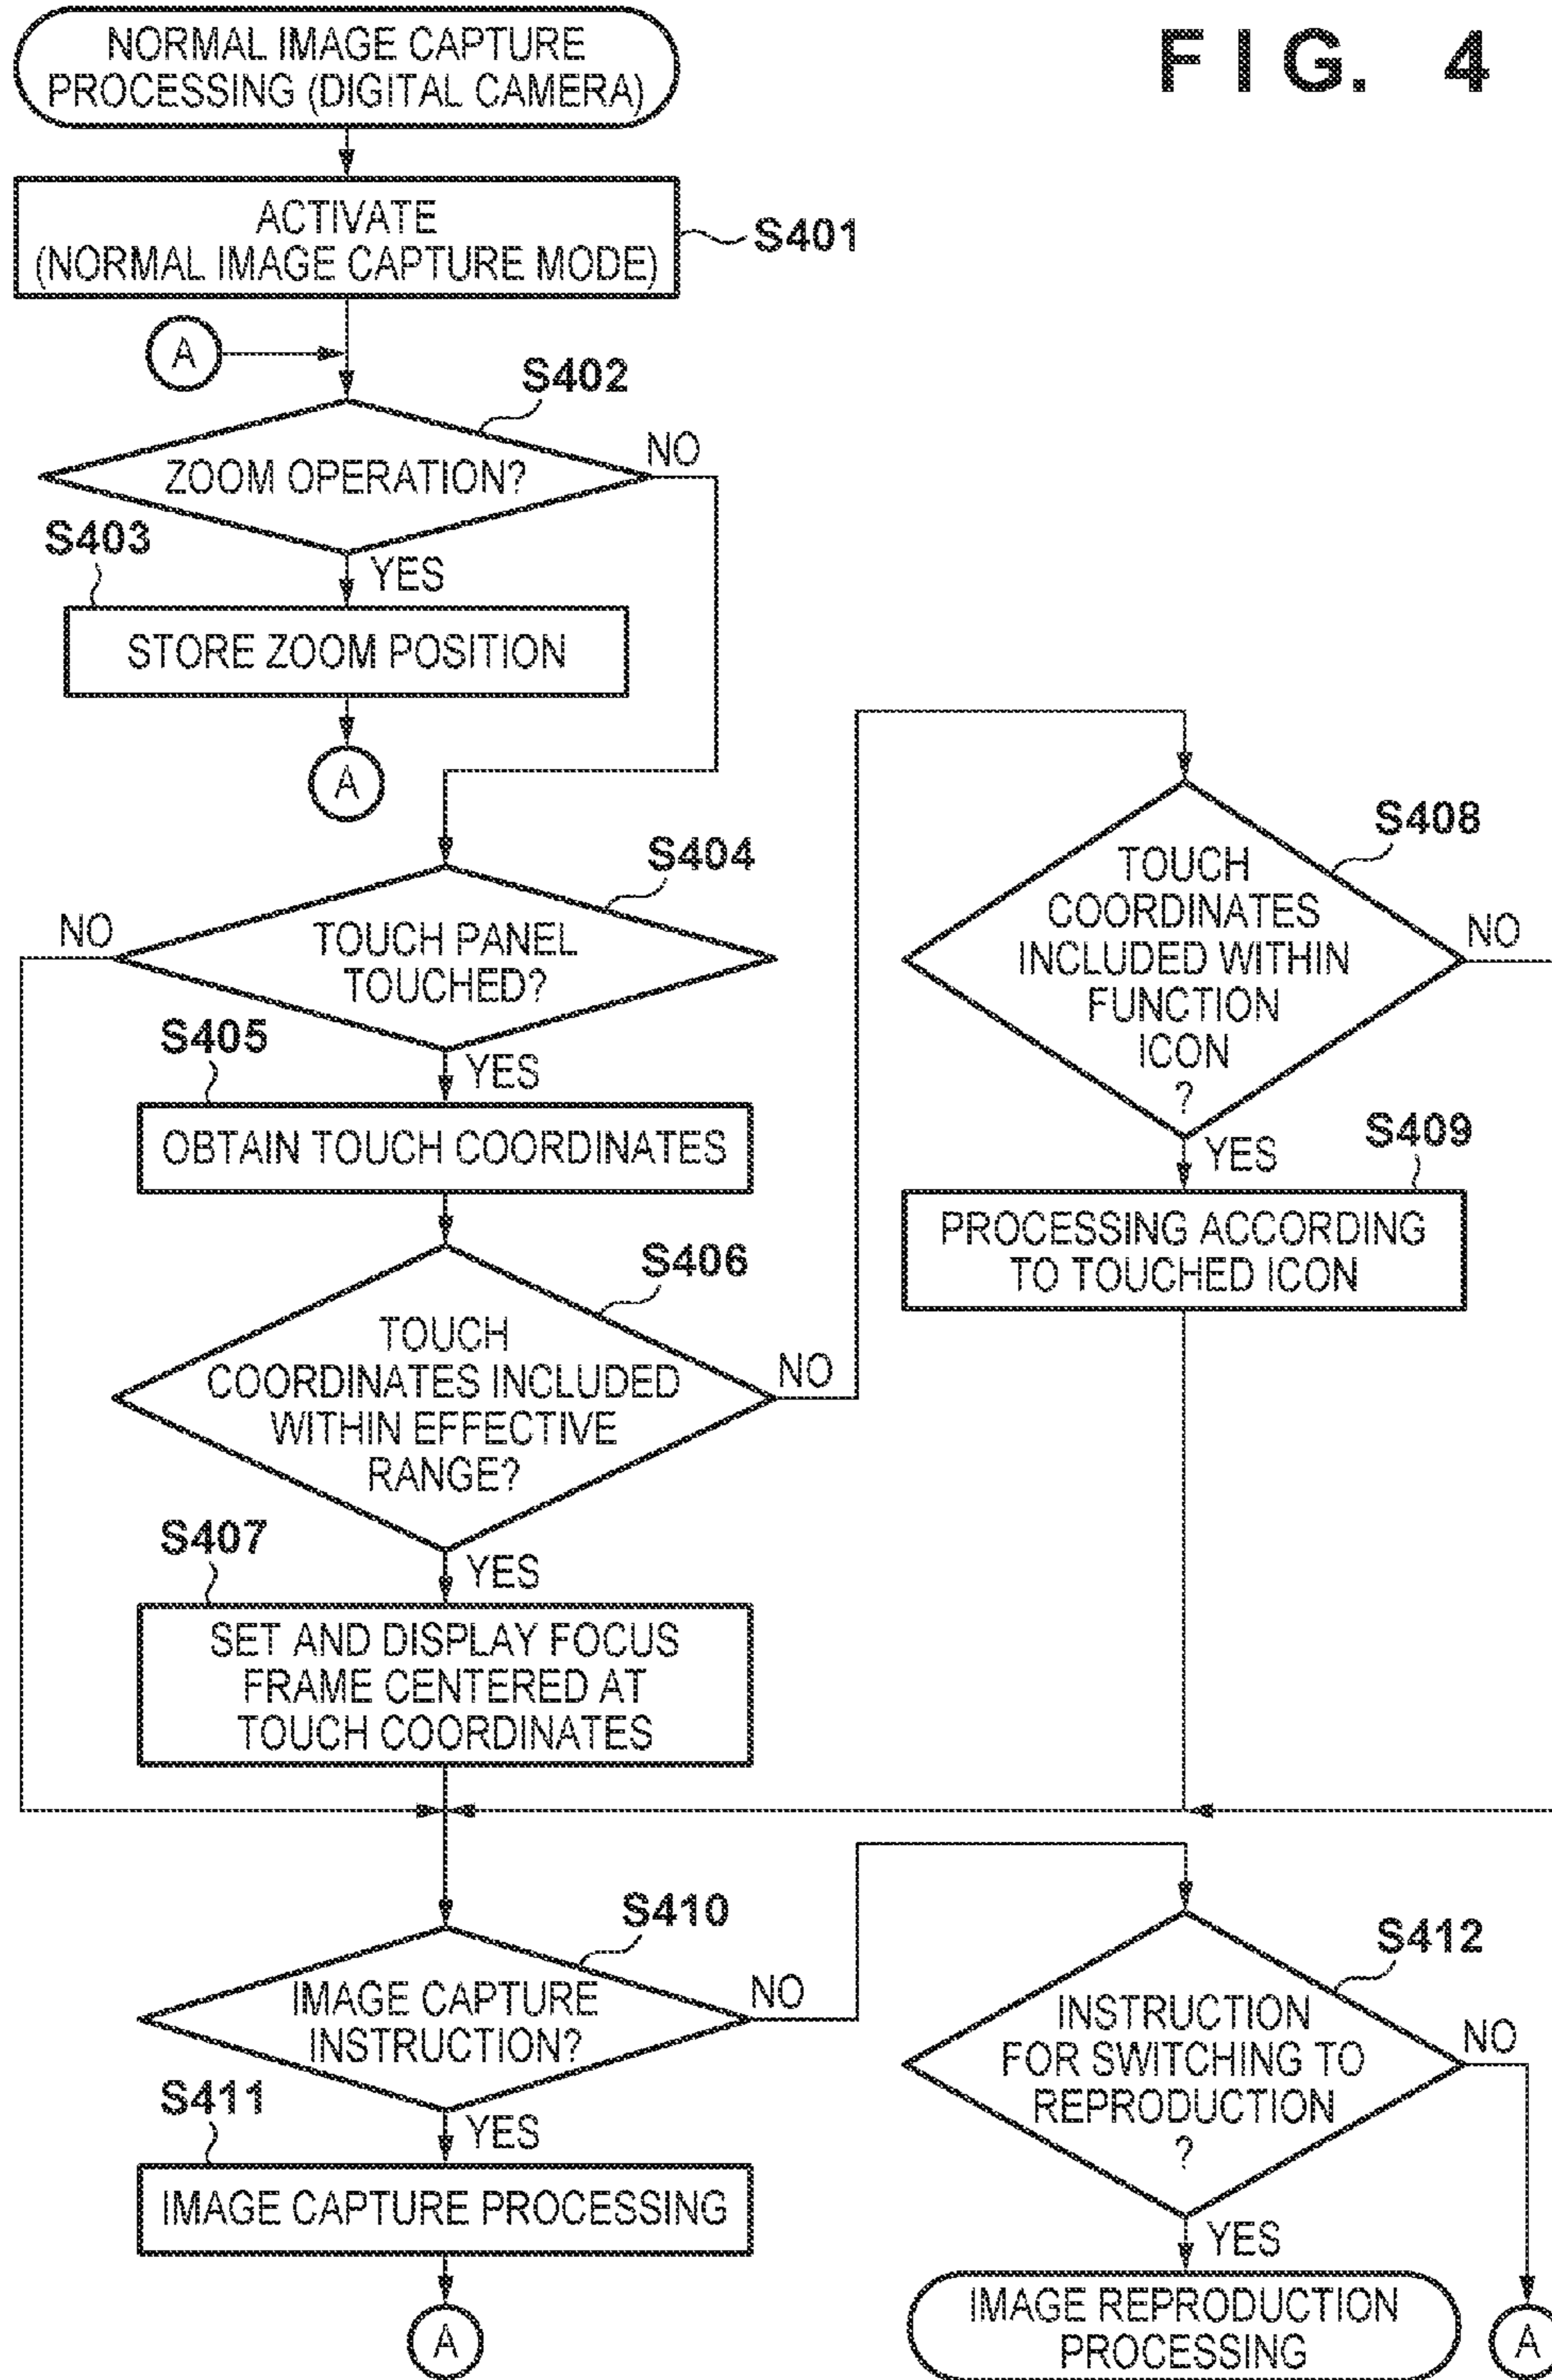 FIG. 4
NORMAL IMAGE CAPTURE
PROCESSING (DIGITAL CAMERA)
ACTIVATE
(NORMAL IMAGE CAPTURE MODE)
S401
A
S402
ZOOM OPERATION?
NO
S403
YES
STORE ZOOM POSITION
A
S404
NO
TOUCH PANEL
TOUCHED?
S405
YES
OBTAIN TOUCH COORDINATES
S406
TOUCH
COORDINATES INCLUDED
WITHIN EFFECTIVE
RANGE?
NO
S407
YES
SET AND DISPLAY FOCUS
FRAME CENTERED AT
TOUCH COORDINATES
S408
TOUCH
COORDINATES
INCLUDED WITHIN
FUNCTION
ICON
?
NO
YES
S409
PROCESSING ACCORDING
TO TOUCHED ICON
S410
IMAGE CAPTURE
INSTRUCTION?
NO
S411
YES
IMAGE CAPTURE PROCESSING
A
S412
INSTRUCTION
FOR SWITCHING TO
REPRODUCTION
?
NO
YES
IMAGE REPRODUCTION
PROCESSING
A